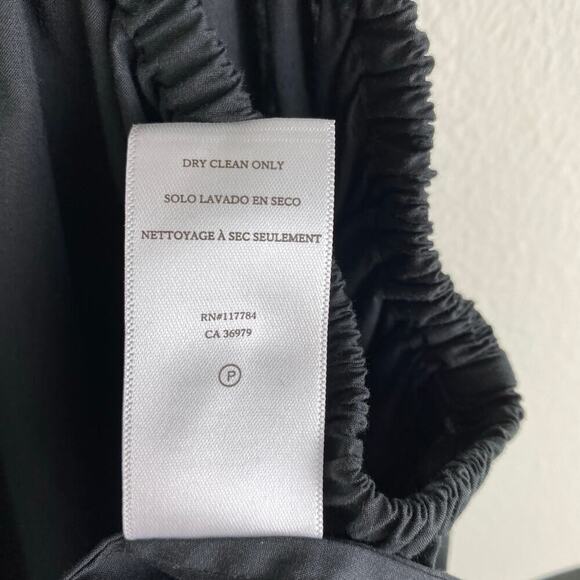 DRY CLEAN ONLY
SOLO LAVADO EN SECO
NETTOYAGE À SEC SEULEMENT
RN#117784
CA 36979
P